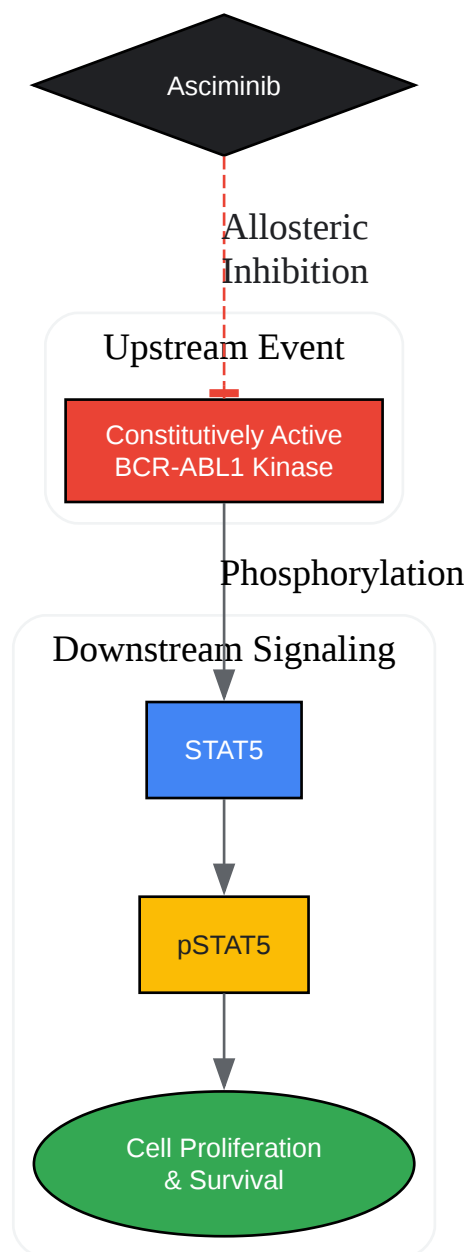 Asciminib
Allosteric
Inhibition
Upstream Event
Constitutively Active
BCR-ABL1 Kinase
Phosphorylation
Downstream Signaling
STAT5
pSTAT5
Cell Proliferation
& Survival